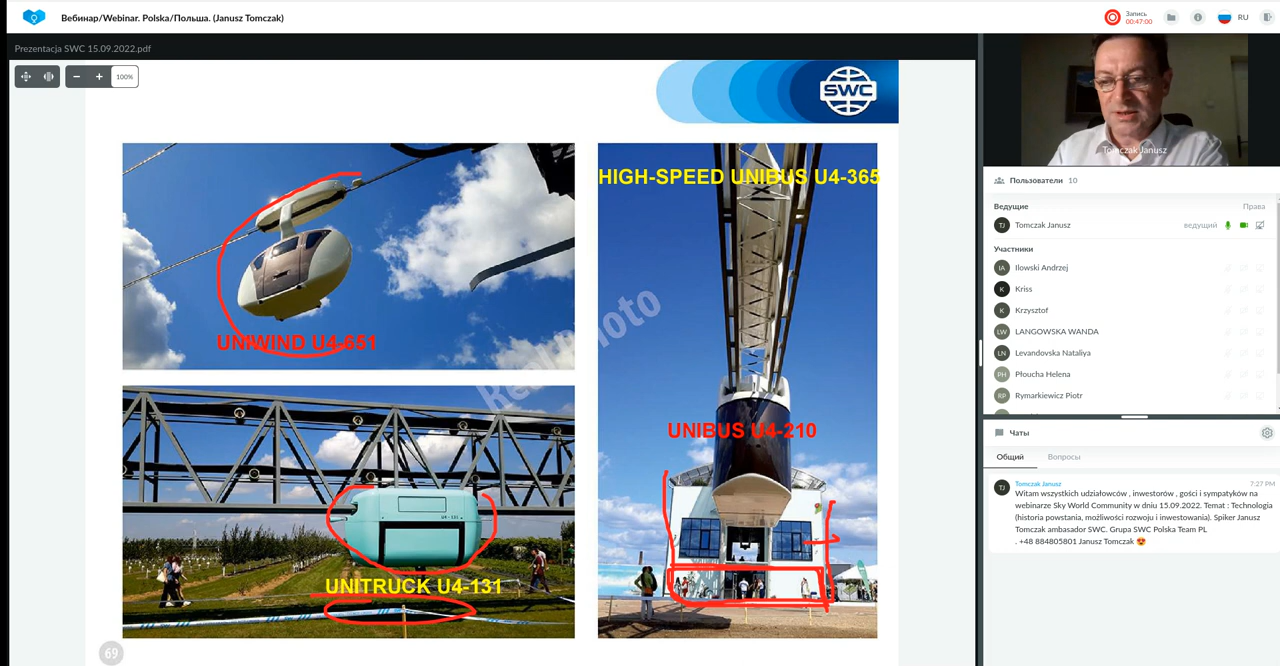 Вебинар/Webinar. Polska/Польша. (Janusz Tomczak)
Запись
00:47:00
RU
Prezentacja SWC 15.09.2022.pdf
100%
SWC
UNIWIND U4-651
HIGH-SPEED UNIBUS U4-365
UNIBUS U4-210
U4-131
UNITRUCK U4-131
69
Tomczak Janusz
Пользователи 10
Ведущие
Права
TJ
Tomczak Janusz
ведущий
Участники
IA
Ilowski Andrzej
K
Kriss
K
Krzysztof
LW
LANGOWSKA WANDA
LN
Levandovska Nataliya
PH
Płoucha Helena
RP
Rymarkiewicz Piotr
Чаты
Общий
Вопросы
TJ
Tomczak Janusz
7:27 PM
Witam wszystkich udziałowców , inwestorów , gości i sympatyków na
webinarze Sky World Community w dniu 15.09.2022. Temat : Technologia
(historia powstania, możliwości rozwoju i inwestowania). Spiker Janusz
Tomczak ambasador SWC. Grupa SWC Polska Team PL
. +48 884805801 Janusz Tomczak 😍